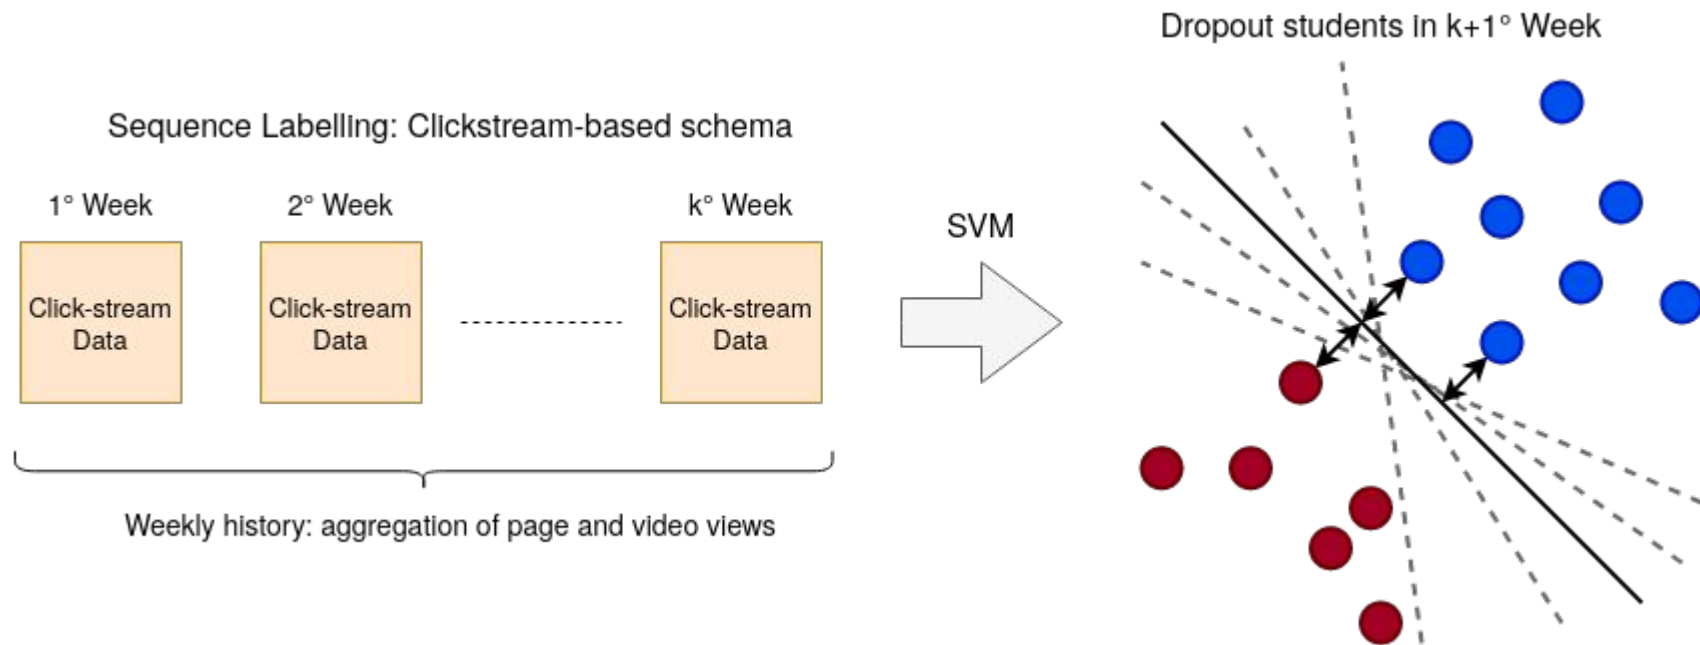 Dropout students in k+1° Week
Sequence Labelling: Clickstream-based schema
1° Week
2° Week
k° Week
Click-stream
Data
Click-stream
Data
Click-stream
Data
SVM
Weekly history: aggregation of page and video views